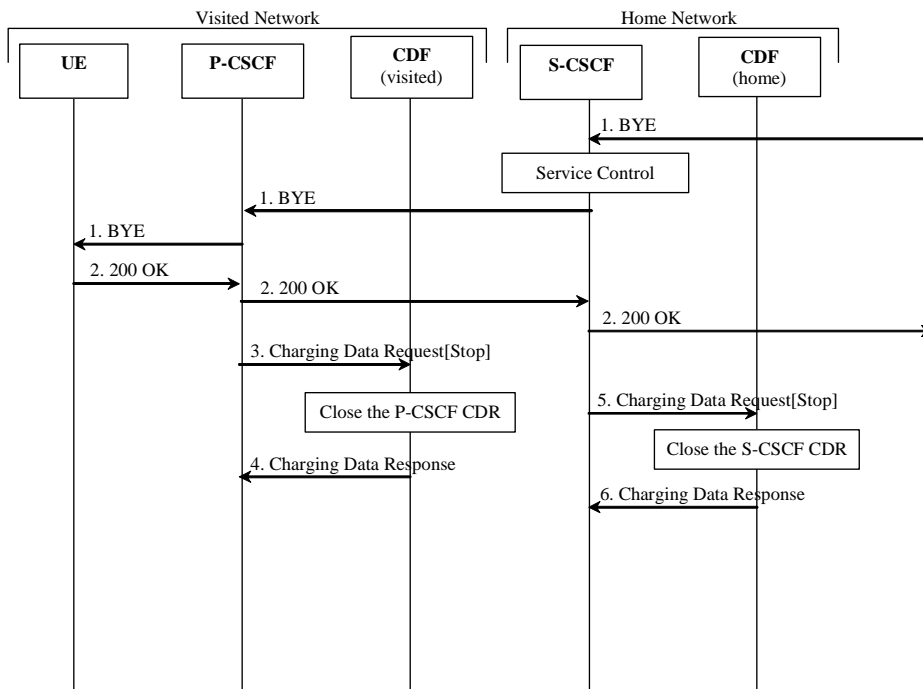 Visited Network
Home Network
UE
P-CSCF
CDF
(visited)
S-CSCF
CDF
(home)
1. BYE
Service Control
1. BYE
1. BYE
2. 200 OK
2. 200 OK
2. 200 OK
3. Charging Data Request[Stop]
Close the P-CSCF CDR
5. Charging Data Request[Stop]
Close the S-CSCF CDR
4. Charging Data Response
6. Charging Data Response